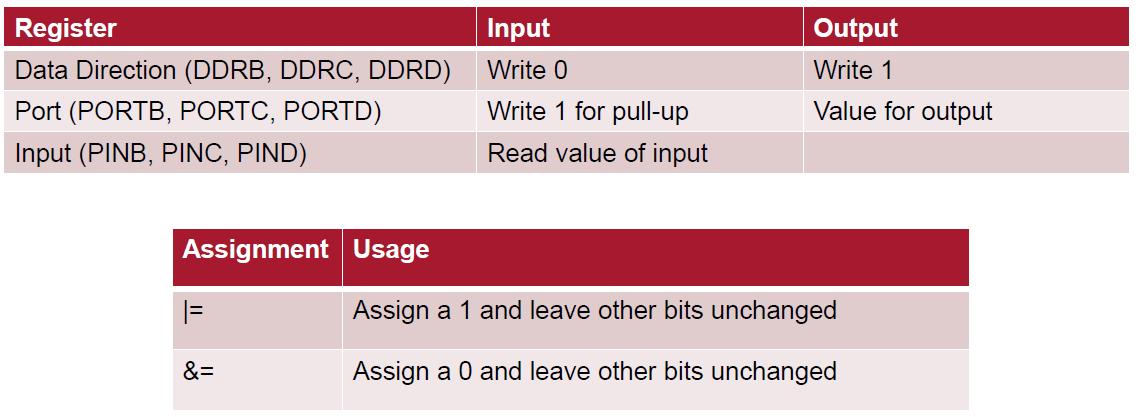 Register Input Output
Data Direction (DDRB, DDRC, DDRD) Write 0 Write 1
Port (PORTB, PORTC, PORTD) Write 1 for pull-up Value for output
Input (PINB, PINC, PIND) Read value of input
Assignment Usage
|= Assign a 1 and leave other bits unchanged
&= Assign a 0 and leave other bits unchanged